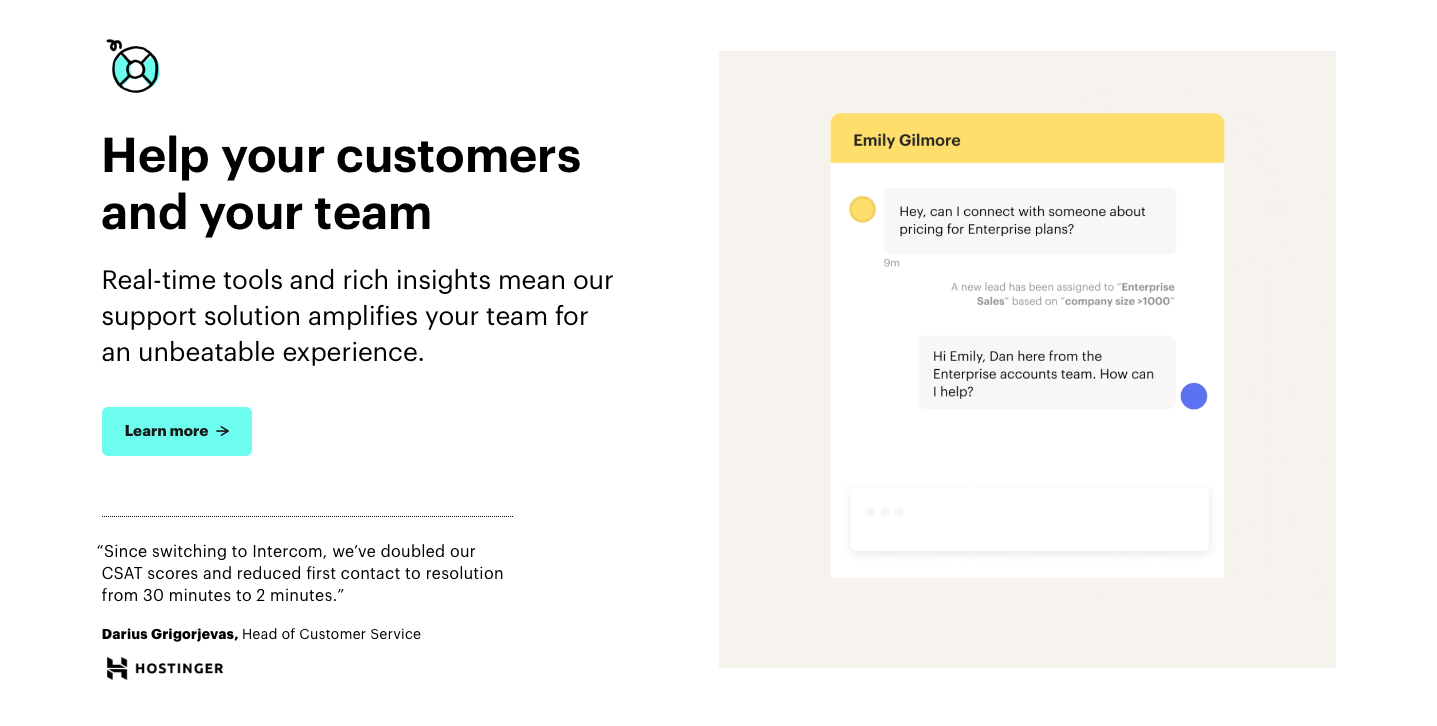 Help your customers
and your team
Real-time tools and rich insights mean our
support solution amplifies your team for
an unbeatable experience.
Learn more →
“Since switching to Intercom, we’ve doubled our
CSAT scores and reduced first contact to resolution
from 30 minutes to 2 minutes.”
Darius Grigorjevas, Head of Customer Service
HOSTINGER
Emily Gilmore
Hey, can I connect with someone about
pricing for Enterprise plans?
9m
A new lead has been assigned to “Enterprise
Sales” based on “company size >1000”
Hi Emily, Dan here from the
Enterprise accounts team. How can
I help?